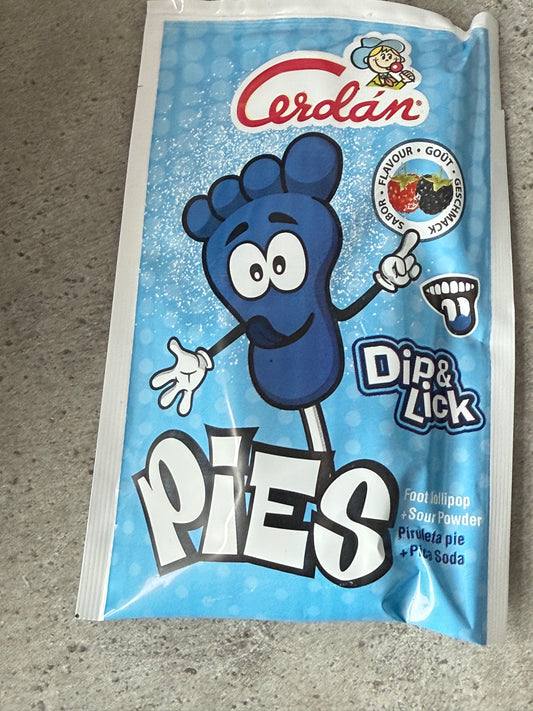 Cerdán®
SABOR · FLAVOUR · GOÛT · GESCHMACK
Dip &
Lick
PiES
Foot Lollipop
+ Sour Powder
Piruleta pie
+ Pica Soda